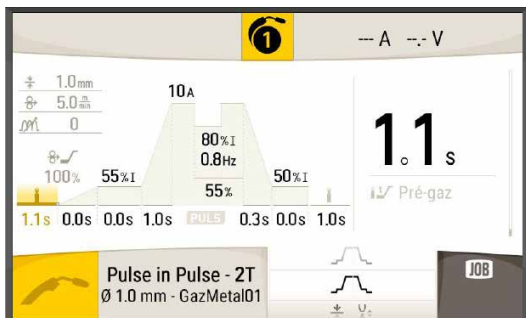 1
--- A --.- V
1.0 mm
5.0 m/min
0
100%
10A
80%I
0.8Hz
55%I
55%
50%I
1.1s 0.0s 0.0s 1.0s PULS 0.3s 0.0s 1.0s
1.1 s
Pré-gaz
Pulse in Pulse - 2T
Ø 1.0 mm - GazMetal01
JOB